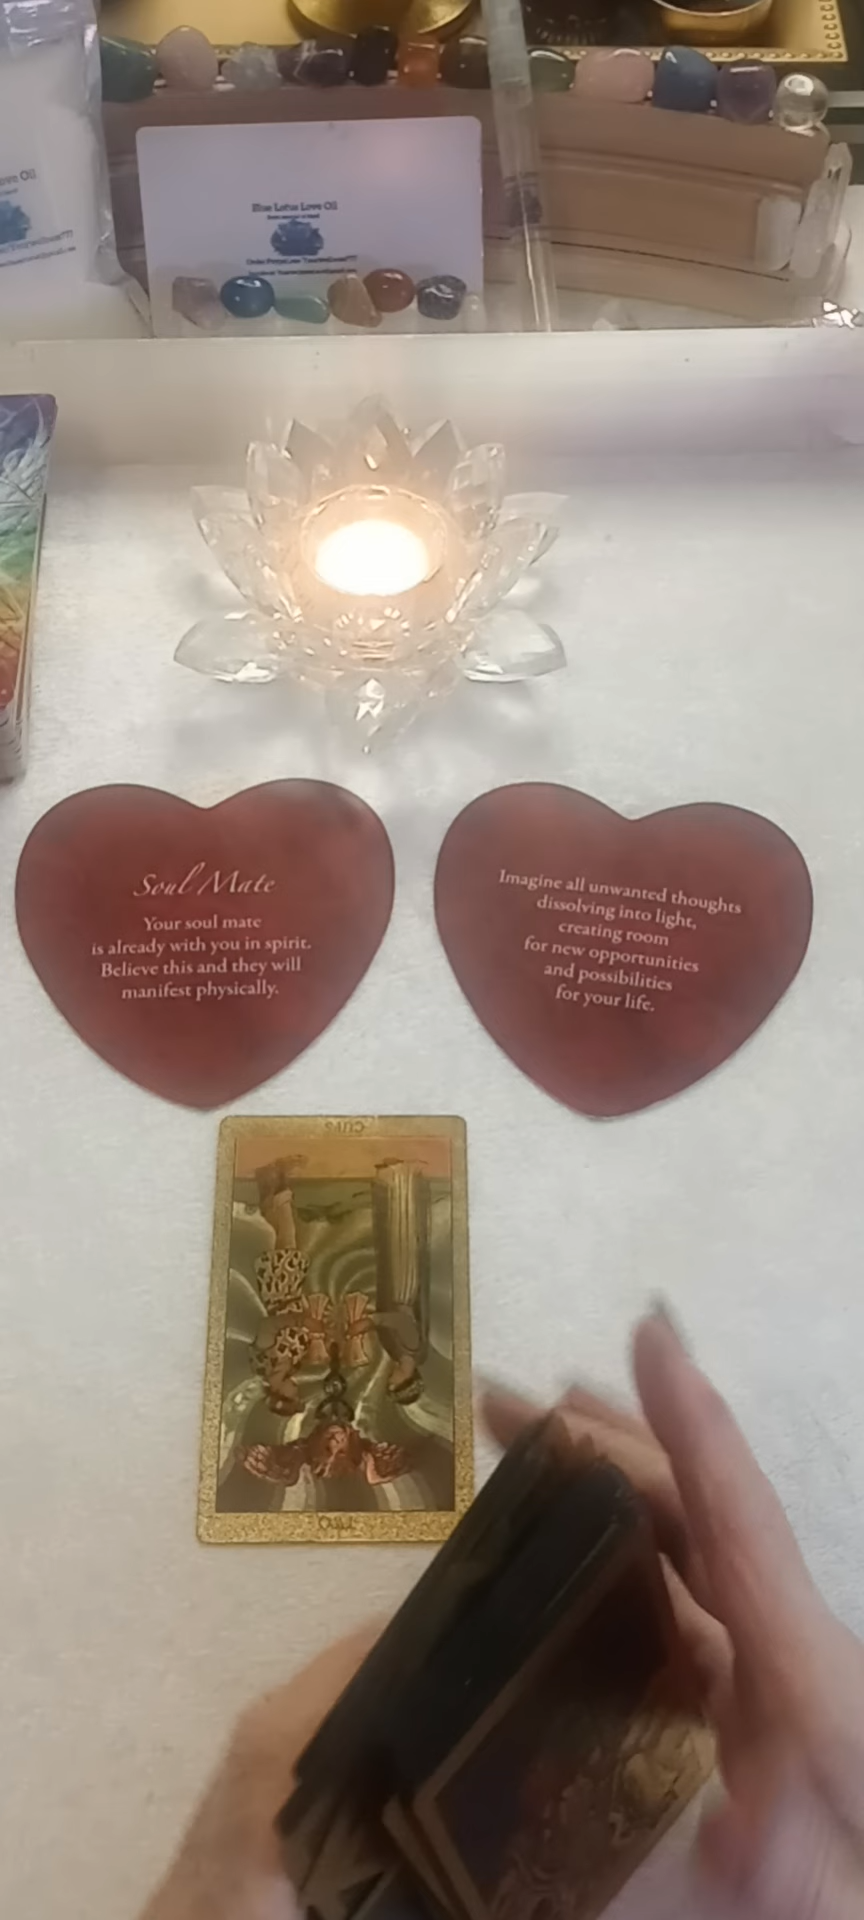 ove Oil
Blue Lotus Love Oil
Soul Mate
Your soul mate
is already with you in spirit.
Believe this and they will
manifest physically.
Imagine all unwanted thoughts
dissolving into light,
creating room
for new opportunities
and possibilities
for your life.
CUPS